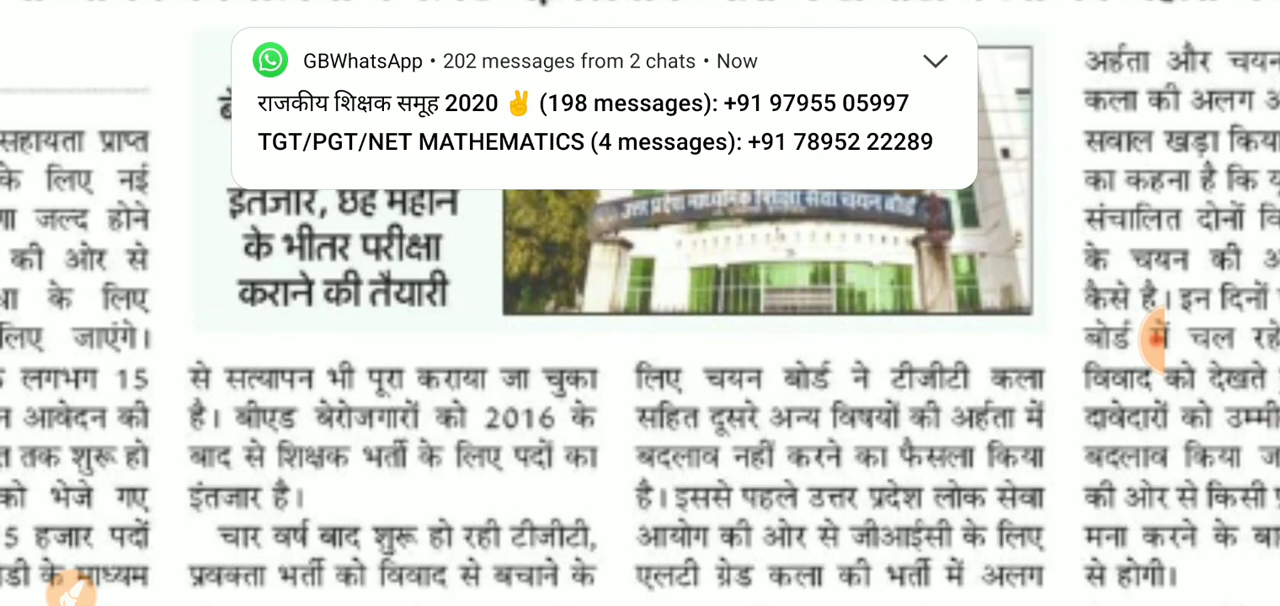 GBWhatsApp • 202 messages from 2 chats • Now
राजकीय शिक्षक समूह 2020 ✌ (198 messages): +91 97955 05997
TGT/PGT/NET MATHEMATICS (4 messages): +91 78952 22289
सहायता प्राप्त
के लिए नई
जल्द होने
की ओर से
के लिए
लिए जाएंगे।
लगभग 15
आवेदन की
तक शुरू हो
को भेजे गए
5 हजार पदों
के माध्यम
इंतजार, छह महीने
के भीतर परीक्षा
कराने की तैयारी
उत्तर प्रदेश माध्यमिक शिक्षा सेवा चयन बोर्ड
से सत्यापन भी पूरा कराया जा चुका
है। बीएड बेरोजगारों को 2016 के
बाद से शिक्षक भर्ती के लिए पदों का
इंतजार है।
चार वर्ष बाद शुरू हो रही टीजीटी,
प्रवक्ता भर्ती को विवाद से बचाने के
लिए चयन बोर्ड ने टीजीटी कला
सहित दूसरे अन्य विषयों की अर्हता में
बदलाव नहीं करने का फैसला किया
है। इससे पहले उत्तर प्रदेश लोक सेवा
आयोग की ओर से जीआईसी के लिए
एलटी ग्रेड कला की भर्ती में अलग
अर्हता और चयन
कला की अलग
सवाल खड़ा किया
का कहना है कि
संचालित दोनों
के चयन की
कैसे है। इन दिनों
बोर्ड में चल रहे
विवाद को देखते
दावेदारों को
बदलाव किया
की ओर से किसी
मना करने के
से होगी।